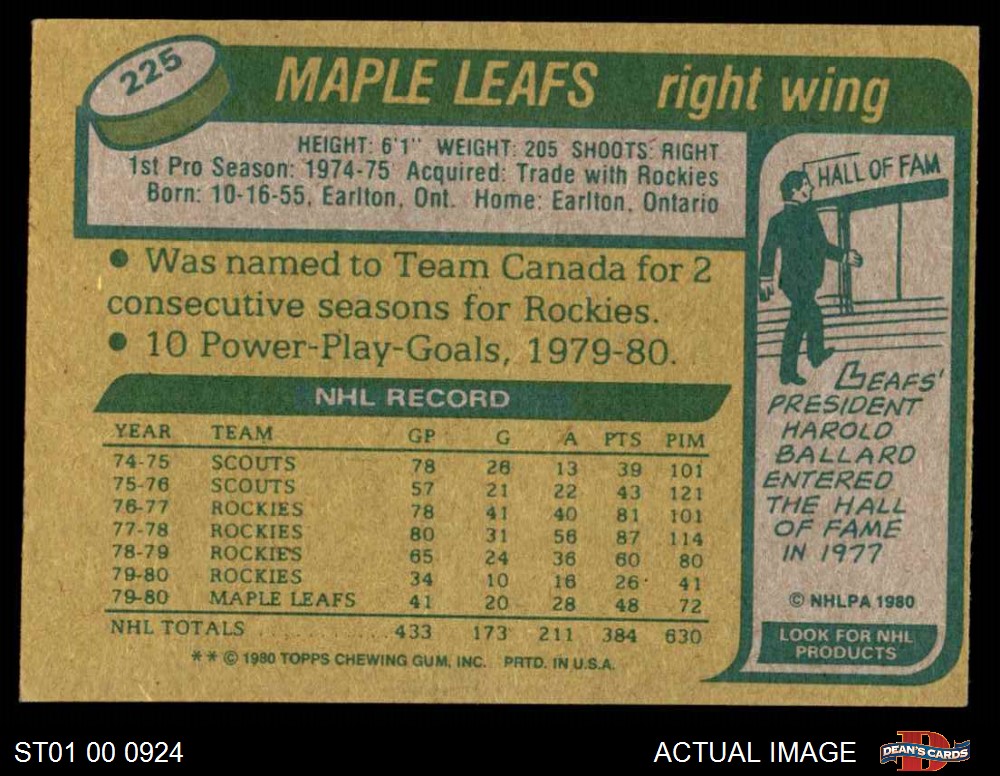 225
MAPLE LEAFS right wing
HEIGHT: 6'1" WEIGHT: 205 SHOOTS: RIGHT
1st Pro Season: 1974-75 Acquired: Trade with Rockies
Born: 10-16-55, Earlton, Ont. Home: Earlton, Ontario
• Was named to Team Canada for 2
consecutive seasons for Rockies.
• 10 Power-Play-Goals, 1979-80.
NHL RECORD
YEAR TEAM GP G A PTS PIM
74-75 SCOUTS 78 26 13 39 101
75-76 SCOUTS 57 21 22 43 121
76-77 ROCKIES 78 41 40 81 101
77-78 ROCKIES 80 31 56 87 114
78-79 ROCKIES 65 24 36 60 80
79-80 ROCKIES 34 10 16 26 41
79-80 MAPLE LEAFS 41 20 28 48 72
NHL TOTALS 433 173 211 384 630
** © 1980 TOPPS CHEWING GUM, INC. PRTD. IN U.S.A.
HALL OF FAM
LEAFS'
PRESIDENT
HAROLD
BALLARD
ENTERED
THE HALL
OF FAME
IN 1977
© NHLPA 1980
LOOK FOR NHL
PRODUCTS
ST01 00 0924
ACTUAL IMAGE
D
DEAN'S CARDS